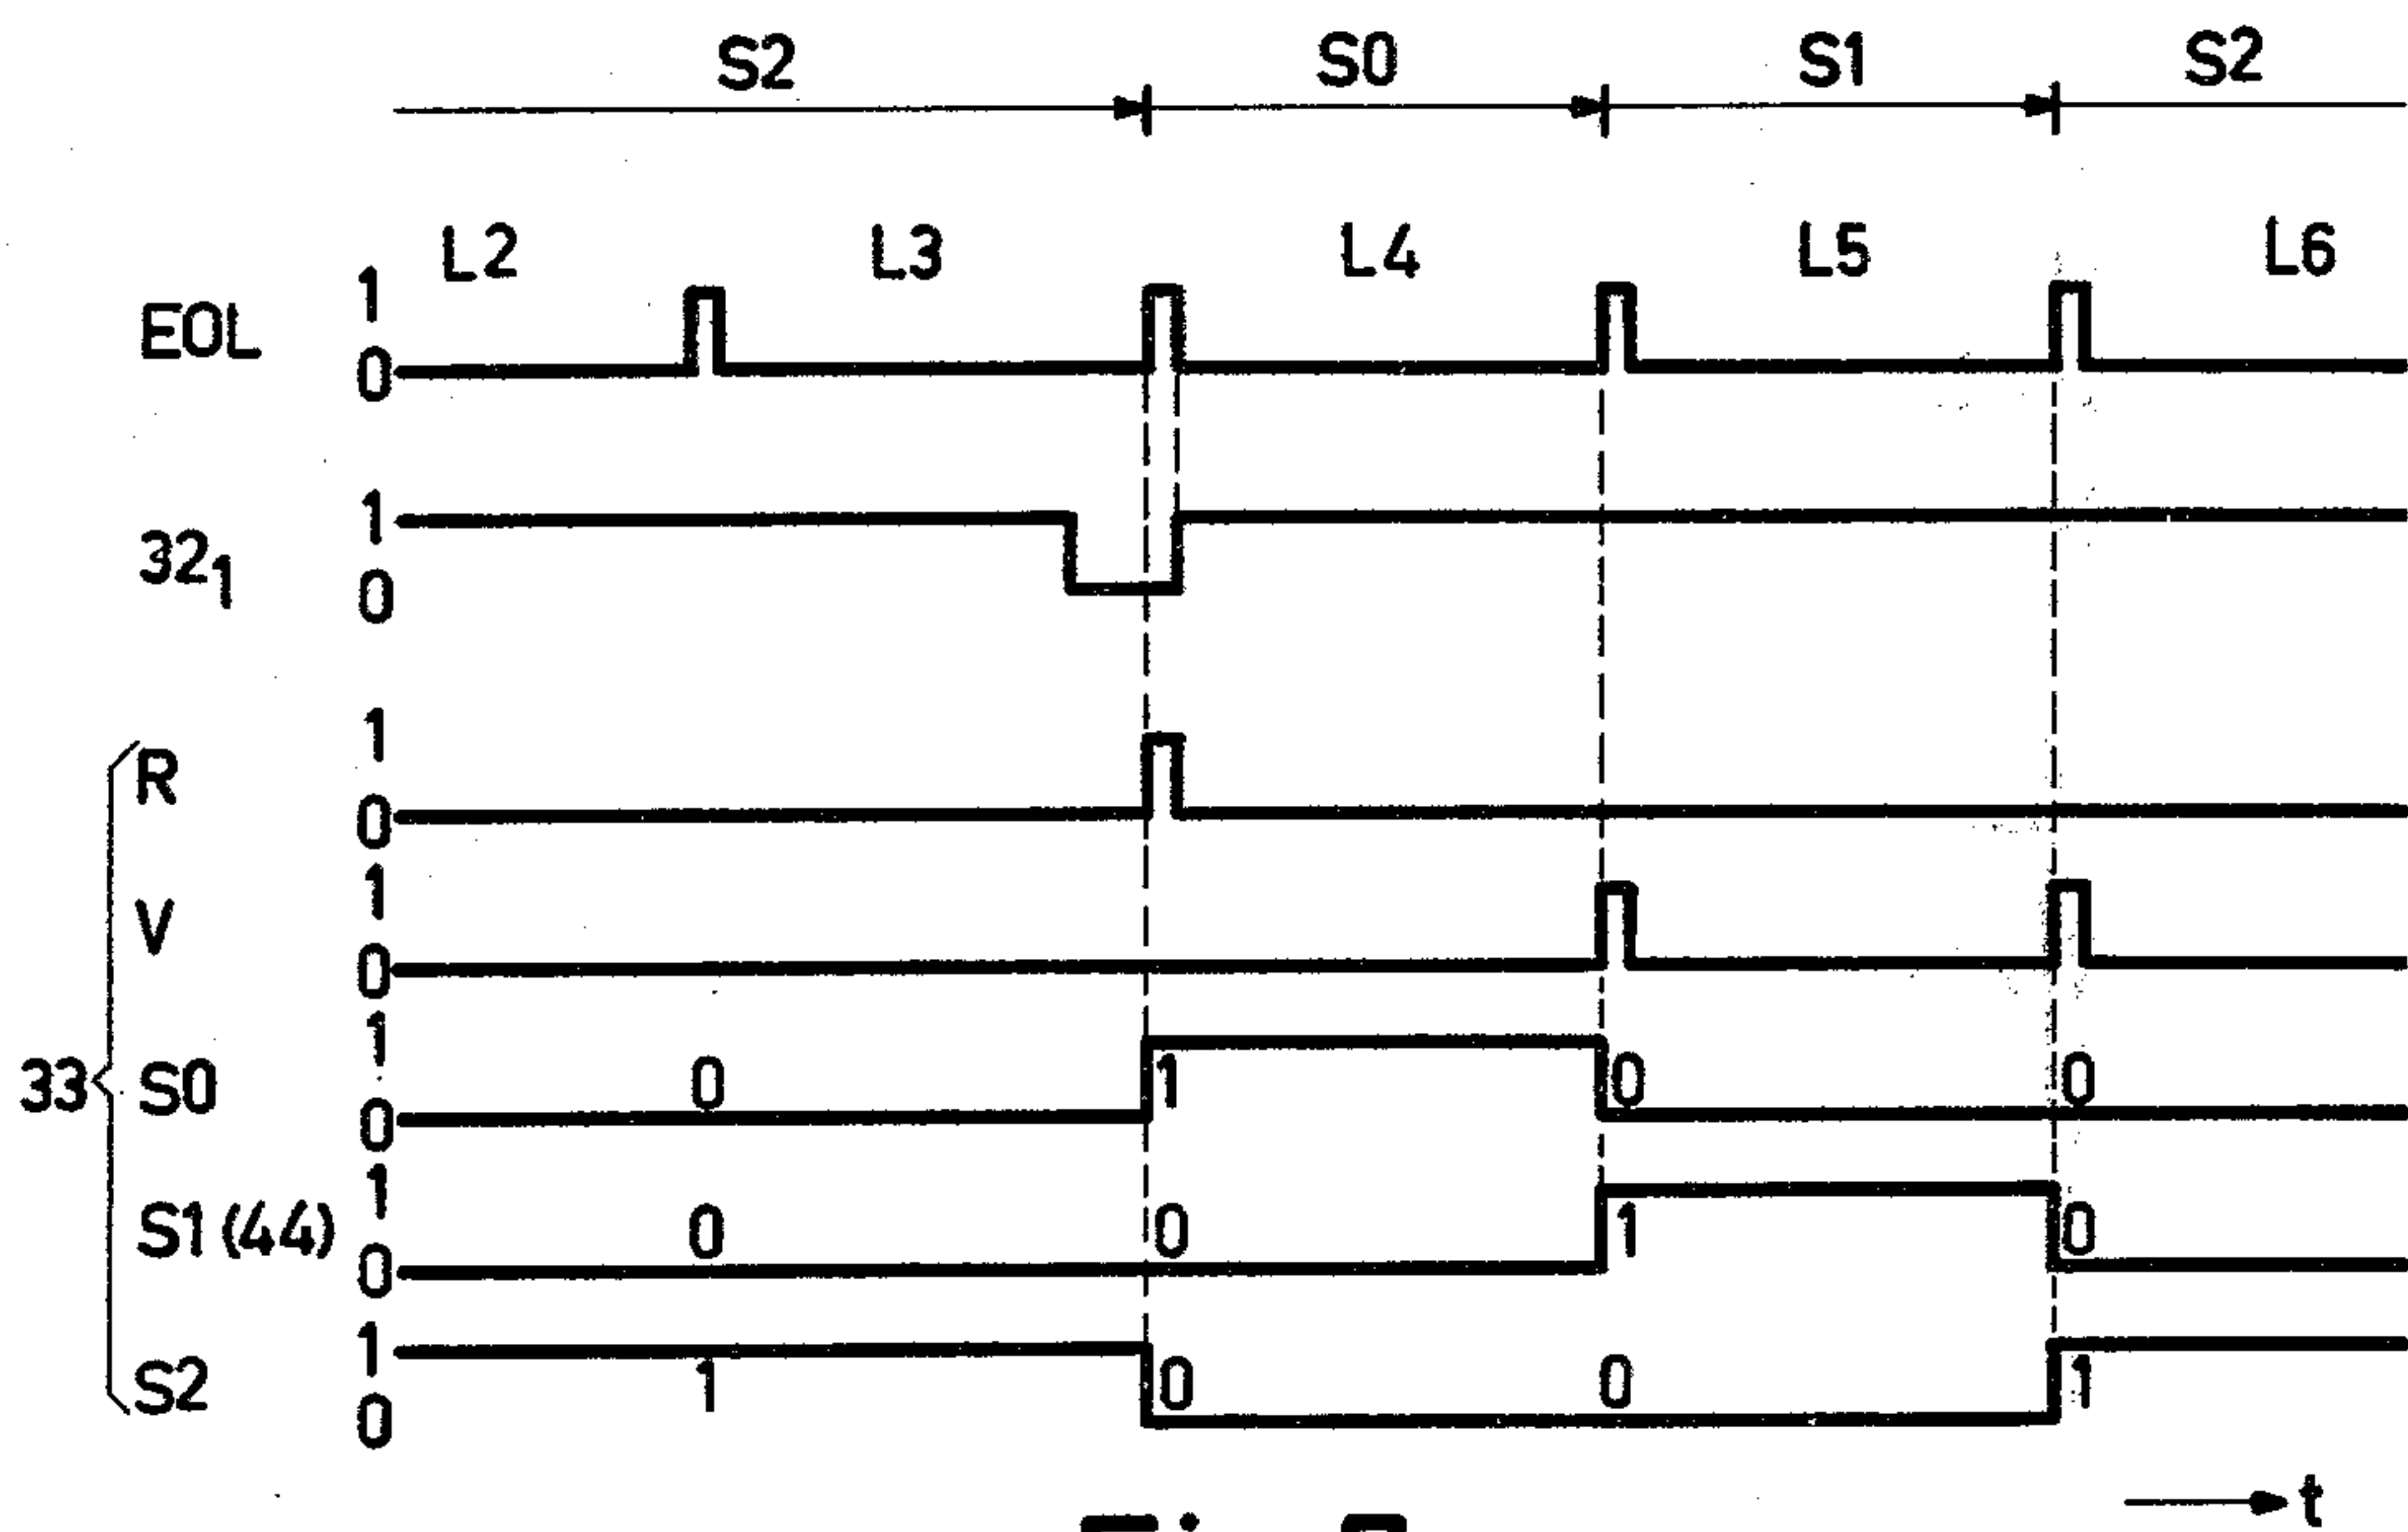 S2 S0 S1 S2
L2 L3 L4 L5 L6
EOL 1
0
32₁ 1
0
R 1
0
V 1
0
33 S0 1 0 1 0 0
0
S1(44) 1 0 0 1 0
0
S2 1 1 0 0 1
0
t